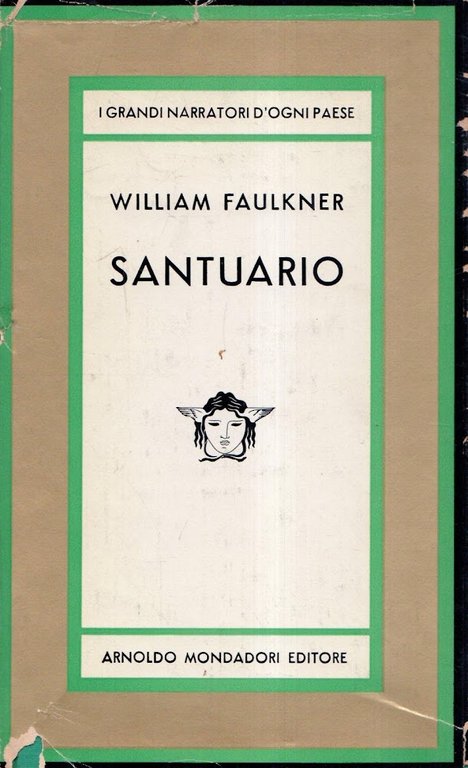 I GRANDI NARRATORI D'OGNI PAESE
WILLIAM FAULKNER
SANTUARIO
ARNOLDO MONDADORI EDITORE